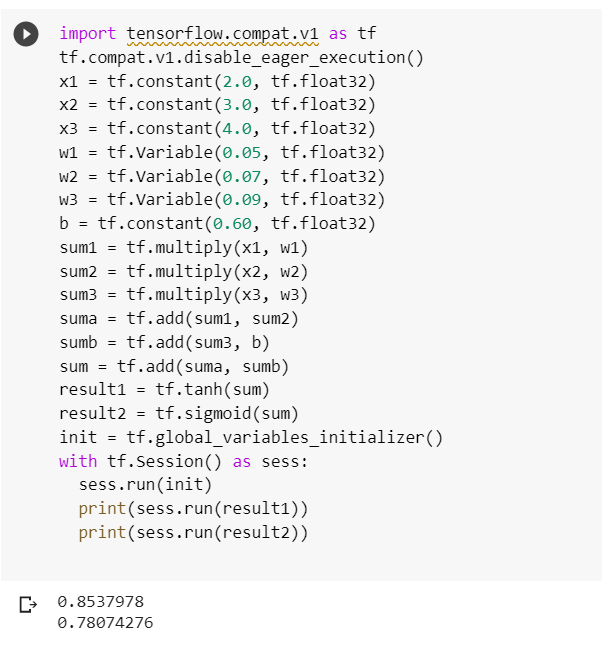 import tensorflow.compat.v1 as tf
tf.compat.v1.disable_eager_execution()
x1 = tf.constant(2.0, tf.float32)
x2 = tf.constant(3.0, tf.float32)
x3 = tf.constant(4.0, tf.float32)
w1 = tf.Variable(0.05, tf.float32)
w2 = tf.Variable(0.07, tf.float32)
w3 = tf.Variable(0.09, tf.float32)
b = tf.constant(0.60, tf.float32)
sum1 = tf.multiply(x1, w1)
sum2 = tf.multiply(x2, w2)
sum3 = tf.multiply(x3, w3)
suma = tf.add(sum1, sum2)
sumb = tf.add(sum3, b)
sum = tf.add(suma, sumb)
result1 = tf.tanh(sum)
result2 = tf.sigmoid(sum)
init = tf.global_variables_initializer()
with tf.Session() as sess:
  sess.run(init)
  print(sess.run(result1))
  print(sess.run(result2))
0.8537978
0.78074276